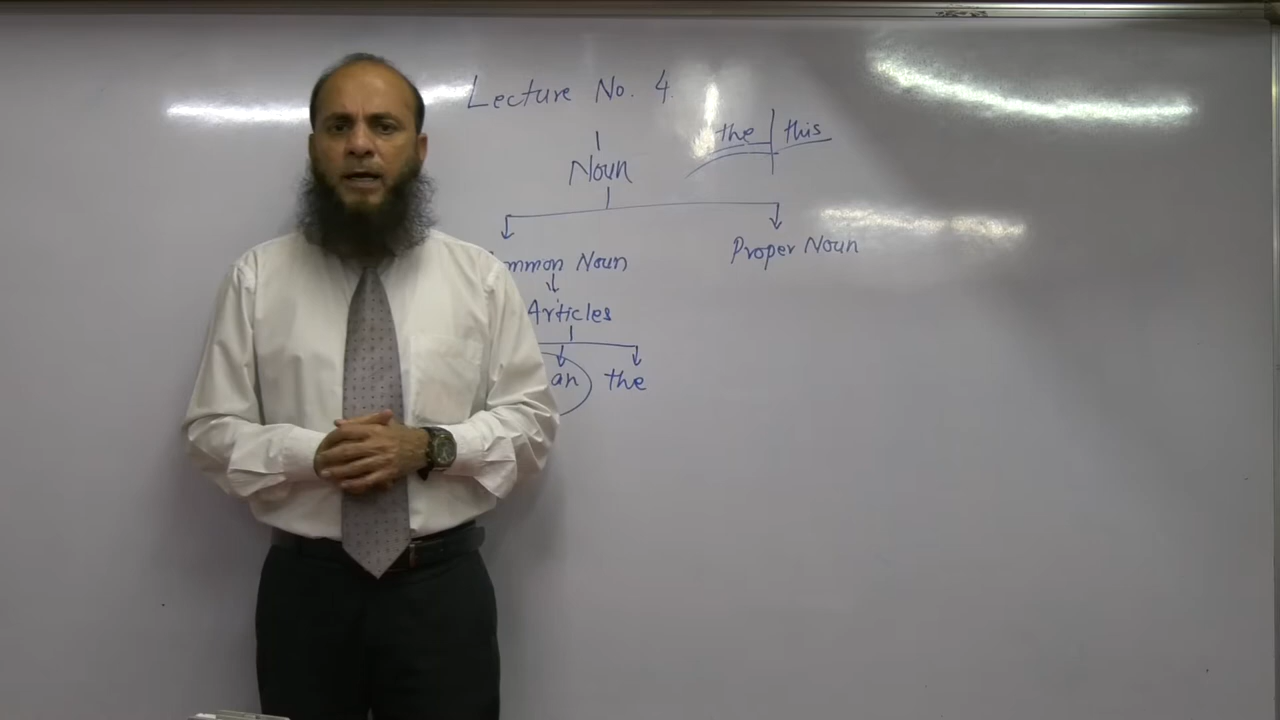 Lecture No. 4.
the | this
Noun
mmon Noun
Proper Noun
Articles
an the